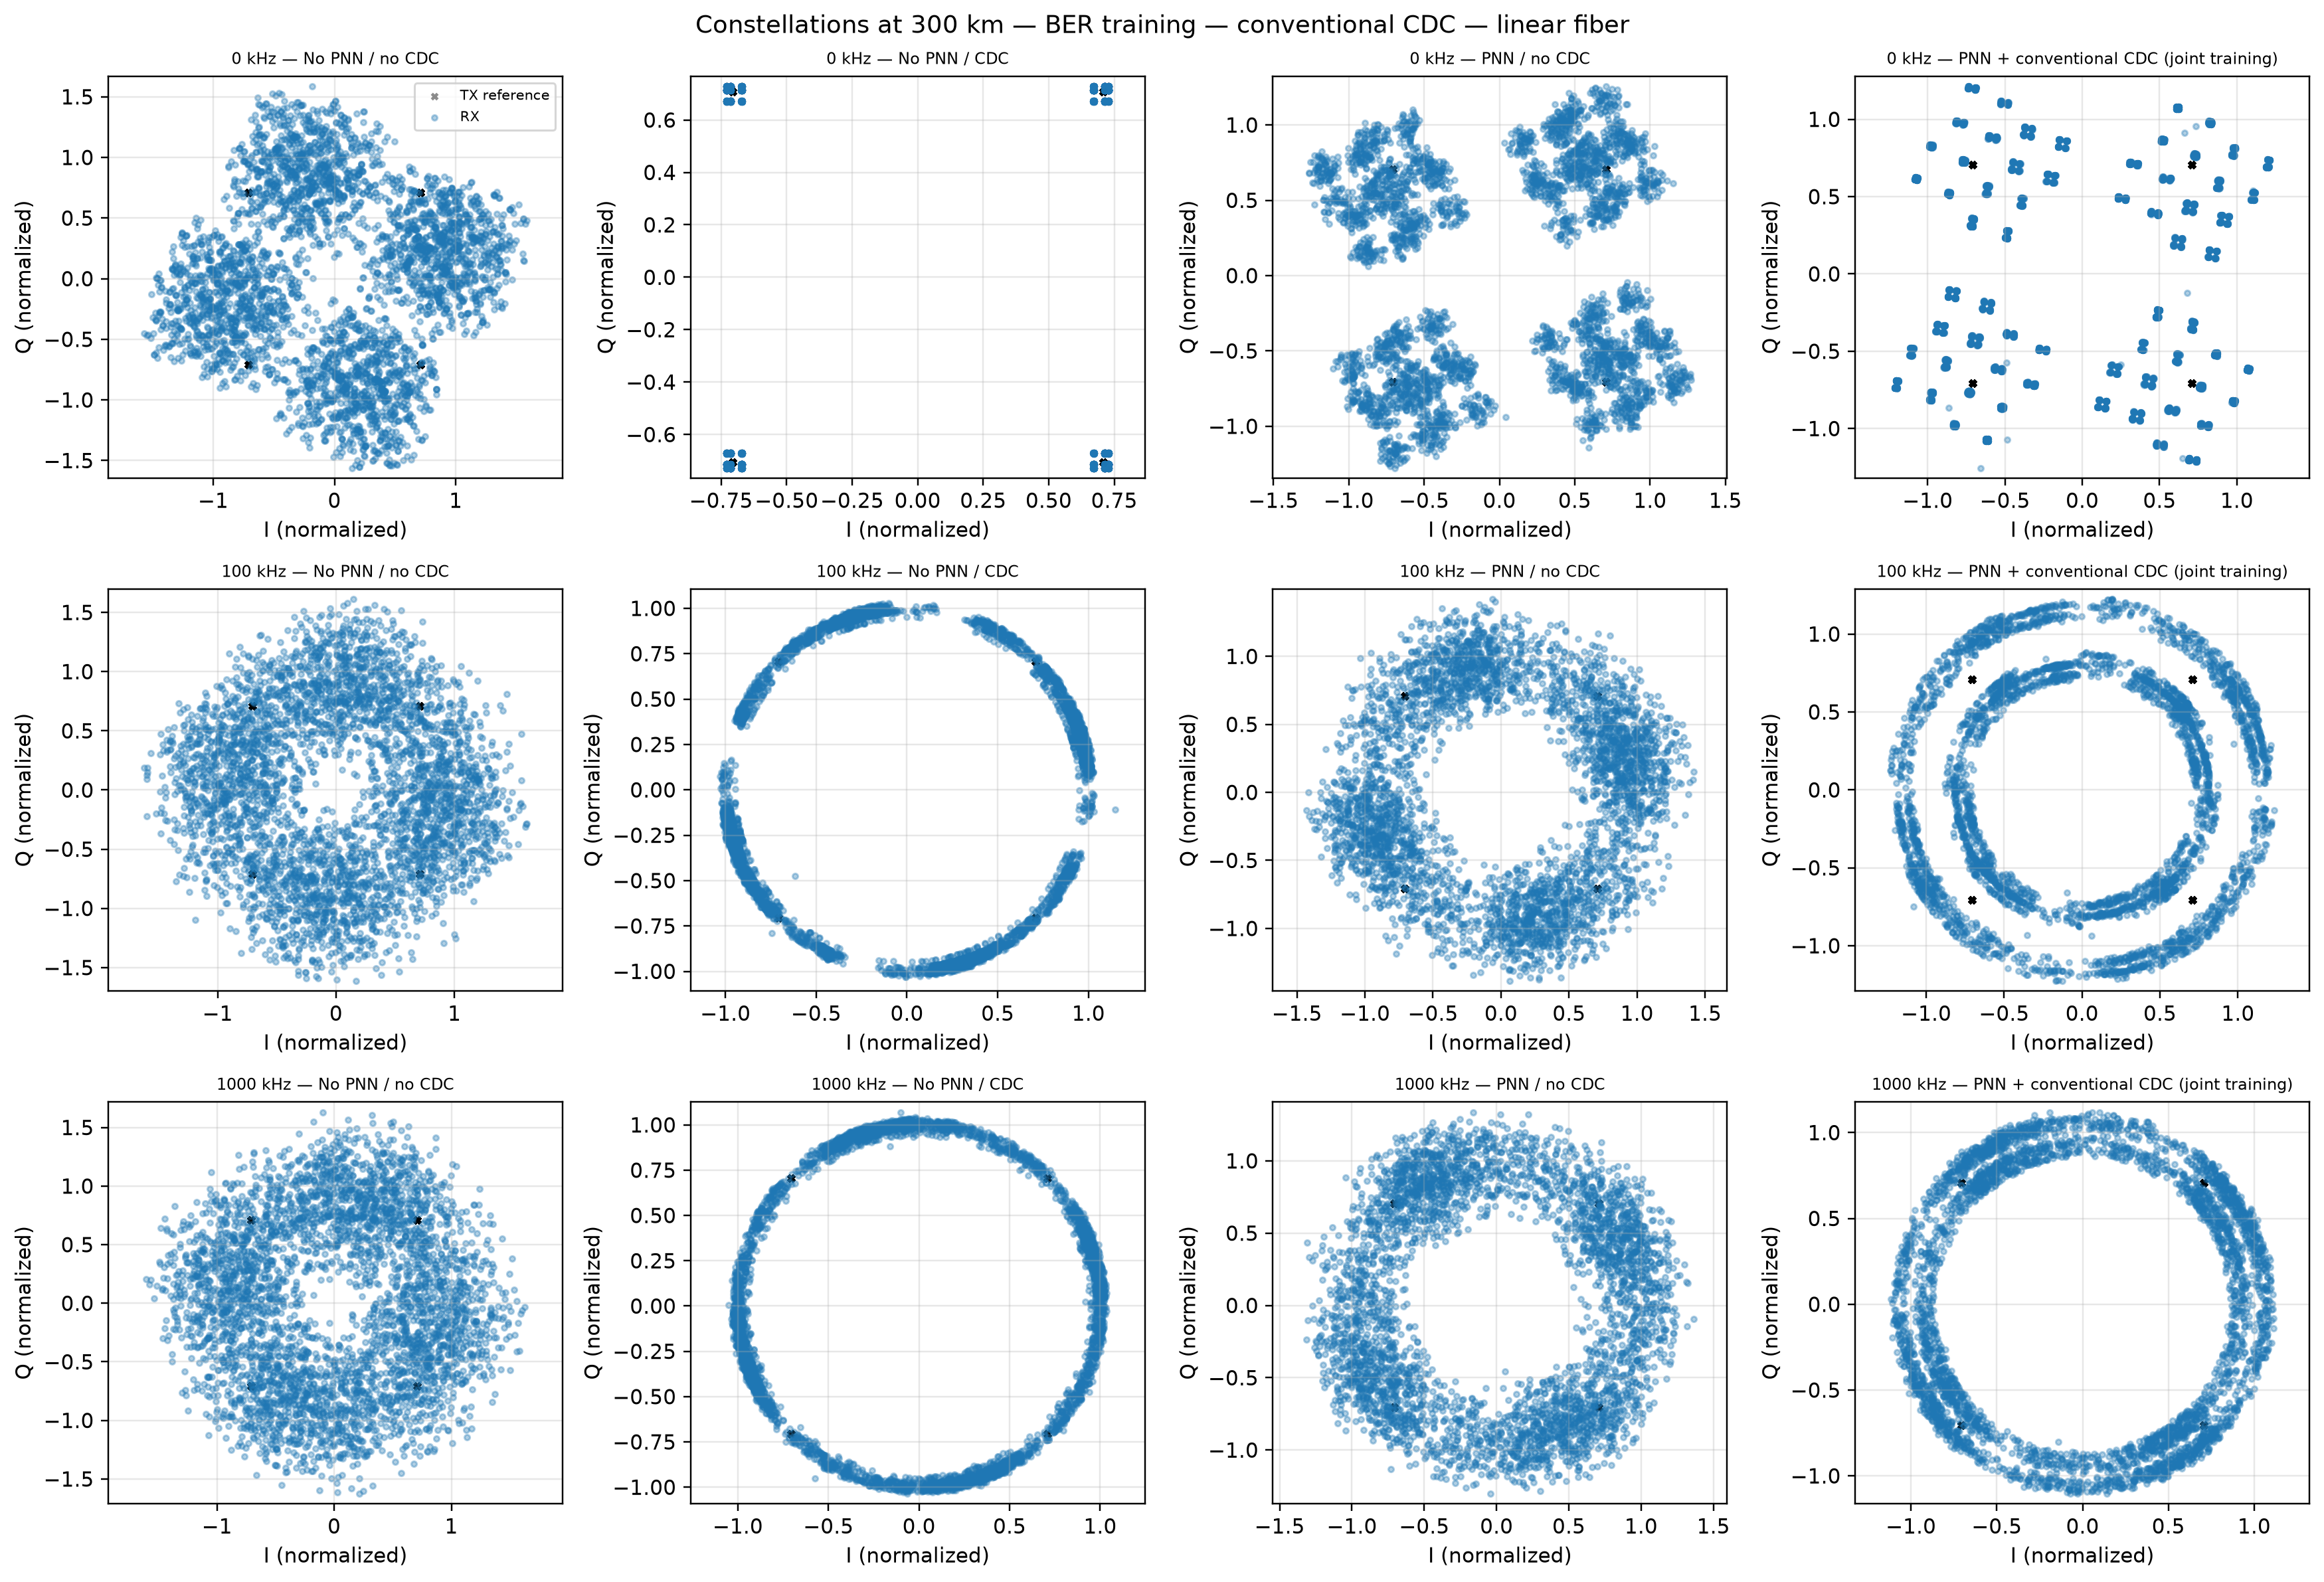 Constellations at 300 km — BER training — conventional CDC — linear fiber
0 kHz — No PNN / no CDC
TX reference
RX
1.5
1.0
0.5
0.0
−0.5
−1.0
−1.5
Q (normalized)
−1 0 1
I (normalized)
0 kHz — No PNN / CDC
0.6
0.4
0.2
0.0
−0.2
−0.4
−0.6
Q (normalized)
−0.75 −0.50 −0.25 0.00 0.25 0.50 0.75
I (normalized)
0 kHz — PNN / no CDC
1.0
0.5
0.0
−0.5
−1.0
Q (normalized)
−1.5 −1.0 −0.5 0.0 0.5 1.0 1.5
I (normalized)
0 kHz — PNN + conventional CDC (joint training)
1.0
0.5
0.0
−0.5
−1.0
Q (normalized)
−1.0 −0.5 0.0 0.5 1.0
I (normalized)
100 kHz — No PNN / no CDC
1.5
1.0
0.5
0.0
−0.5
−1.0
−1.5
Q (normalized)
−1 0 1
I (normalized)
100 kHz — No PNN / CDC
1.00
0.75
0.50
0.25
0.00
−0.25
−0.50
−0.75
−1.00
Q (normalized)
−1.0 −0.5 0.0 0.5 1.0
I (normalized)
100 kHz — PNN / no CDC
1.0
0.5
0.0
−0.5
−1.0
Q (normalized)
−1.5 −1.0 −0.5 0.0 0.5 1.0 1.5
I (normalized)
100 kHz — PNN + conventional CDC (joint training)
1.0
0.5
0.0
−0.5
−1.0
Q (normalized)
−1.0 −0.5 0.0 0.5 1.0
I (normalized)
1000 kHz — No PNN / no CDC
1.5
1.0
0.5
0.0
−0.5
−1.0
−1.5
Q (normalized)
−1 0 1
I (normalized)
1000 kHz — No PNN / CDC
1.00
0.75
0.50
0.25
0.00
−0.25
−0.50
−0.75
−1.00
Q (normalized)
−1.0 −0.5 0.0 0.5 1.0
I (normalized)
1000 kHz — PNN / no CDC
1.0
0.5
0.0
−0.5
−1.0
Q (normalized)
−1.5 −1.0 −0.5 0.0 0.5 1.0 1.5
I (normalized)
1000 kHz — PNN + conventional CDC (joint training)
1.0
0.5
0.0
−0.5
−1.0
Q (normalized)
−1.0 −0.5 0.0 0.5 1.0
I (normalized)